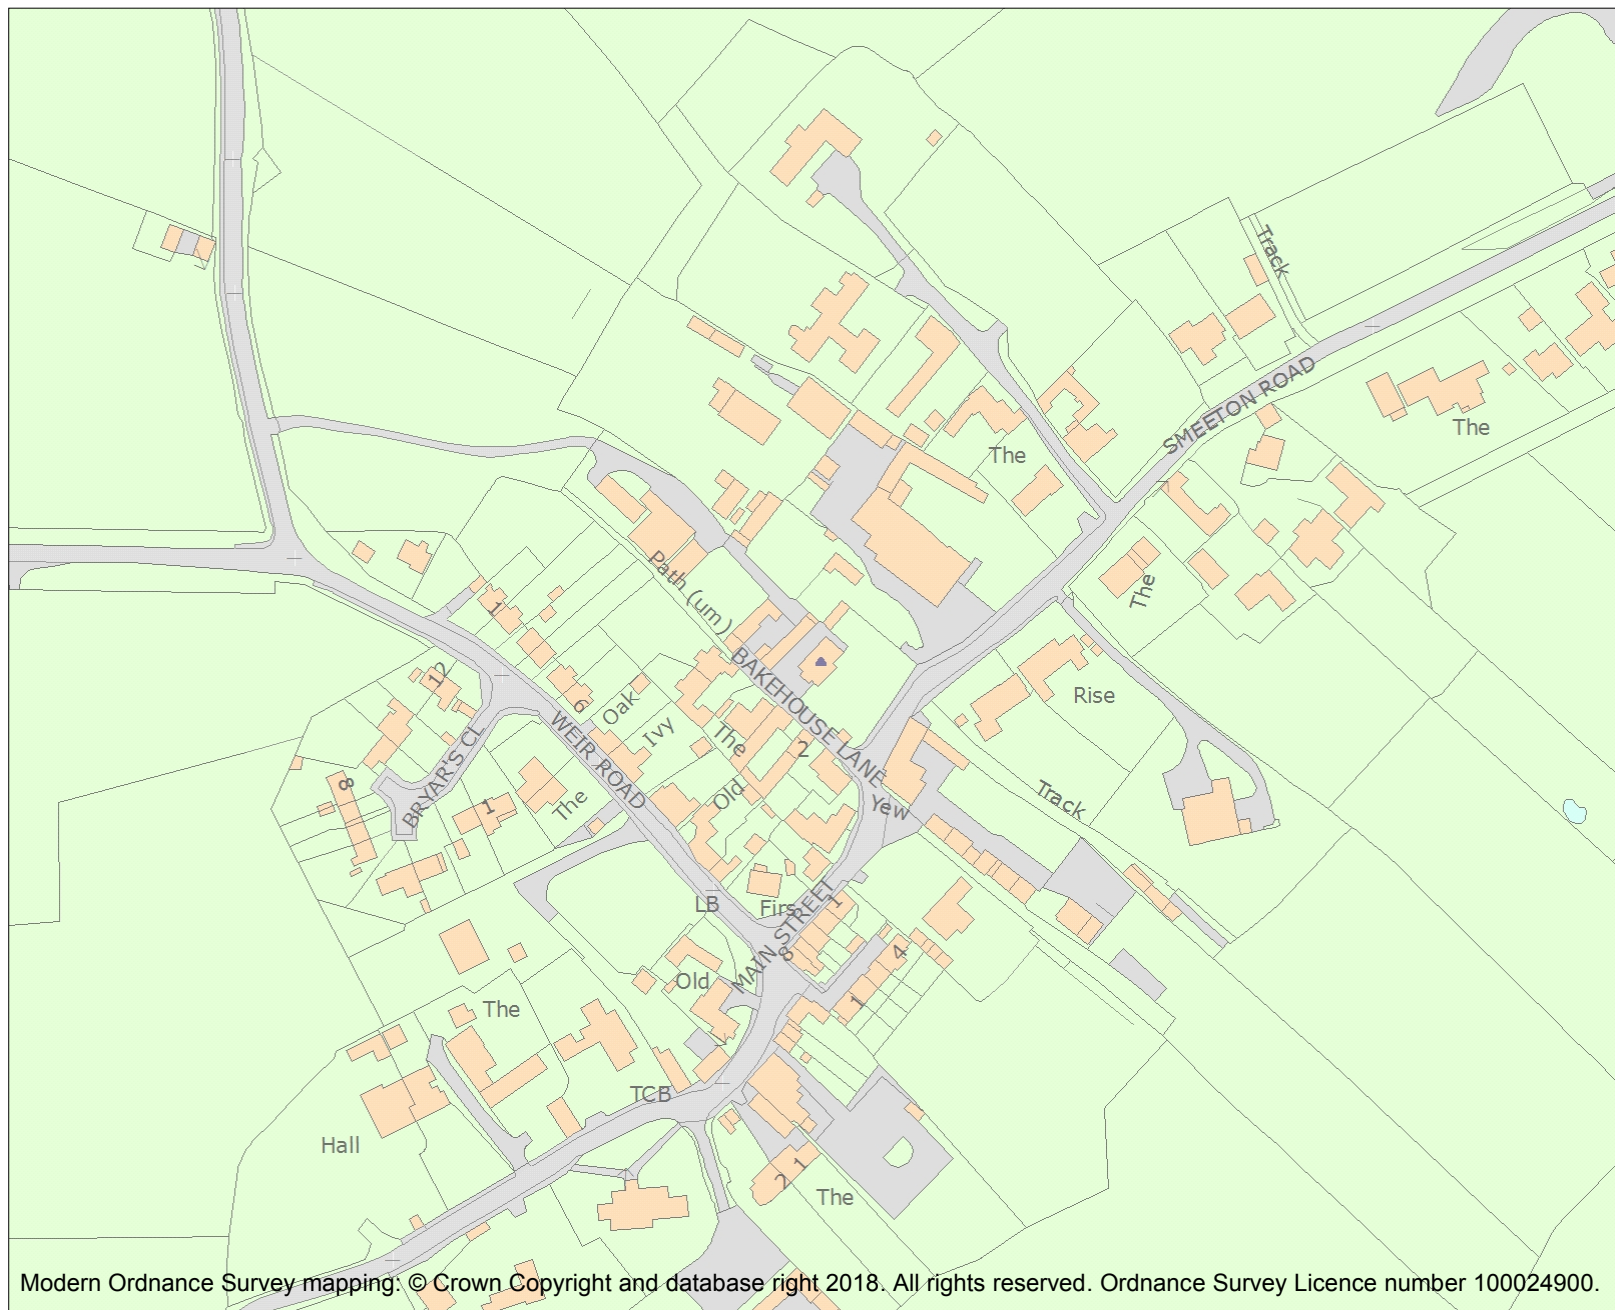 Track
SMEETON ROAD
The
The
Path (um)
The
1
12
6
Oak
Ivy
BAKEHOUSE LANE
Rise
WEIR ROAD
The
2
BRYAR'S CL
8
1
The
Old
Yew
Track
LB
Firs
1
MAIN STREET
8
4
Old
1
The
TCB
Hall
2 1
The
Modern Ordnance Survey mapping: © Crown Copyright and database right 2018. All rights reserved. Ordnance Survey Licence number 100024900.